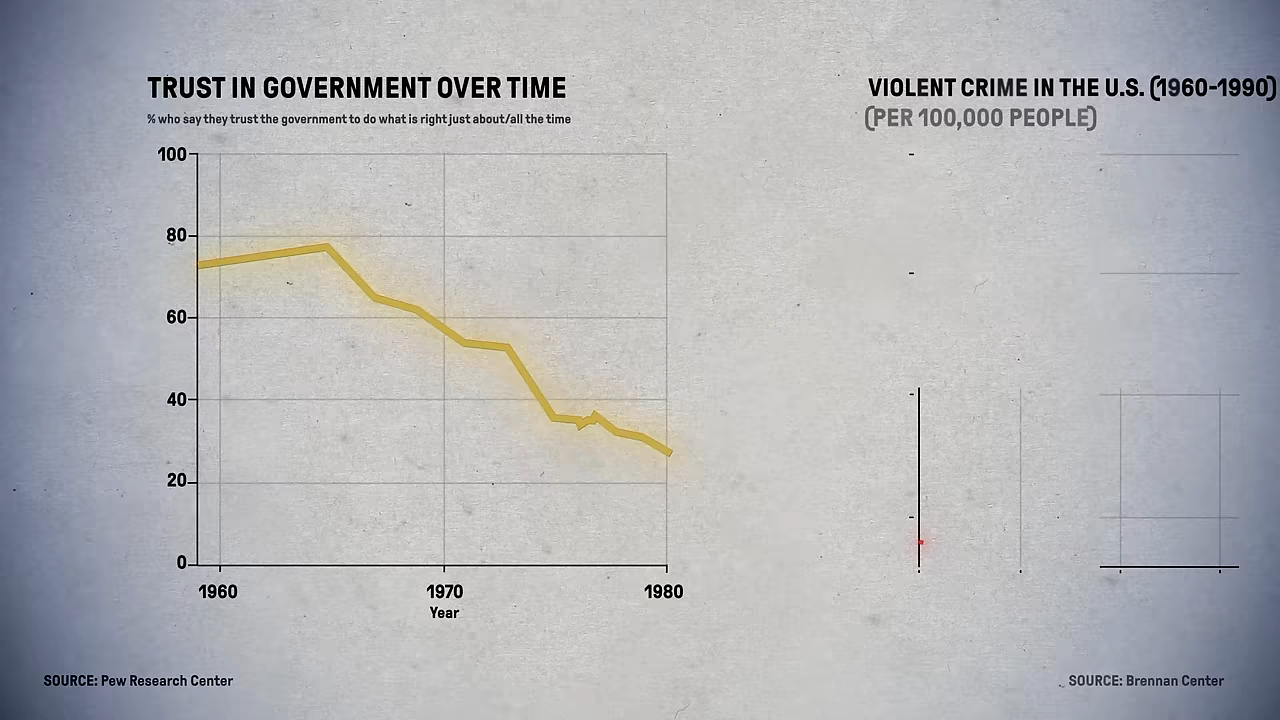 TRUST IN GOVERNMENT OVER TIME
% who say they trust the government to do what is right just about/all the time
100
80
60
40
20
0
1960
1970
1980
Year
SOURCE: Pew Research Center
VIOLENT CRIME IN THE U.S. (1960-1990)
(PER 100,000 PEOPLE)
SOURCE: Brennan Center